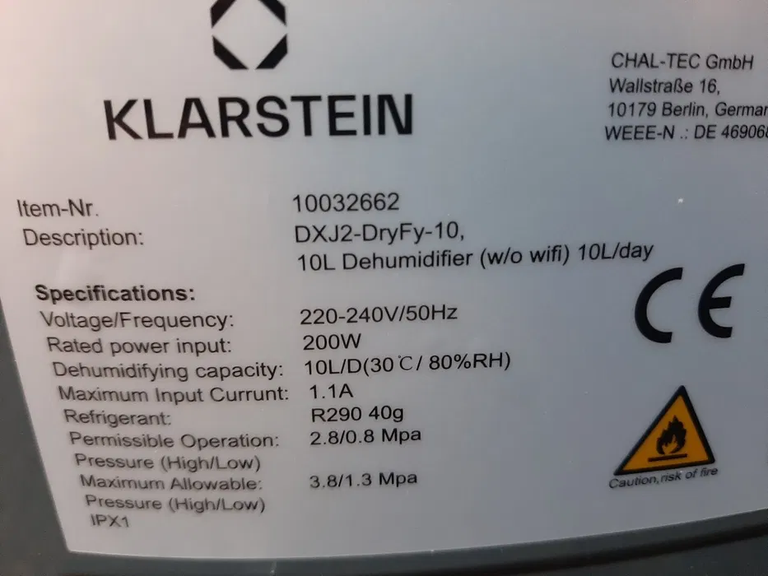 KLARSTEIN
CHAL-TEC GmbH
Wallstraße 16,
10179 Berlin,
WEEE-N .: DE
Item-Nr. 10032662
Description: DXJ2-DryFy-10,
10L Dehumidifier (w/o wifi) 10L/day
Specifications:
Voltage/Frequency: 220-240V/50Hz
Rated power input: 200W
Dehumidifying capacity: 10L/D(30℃/ 80%RH)
Maximum Input Currunt: 1.1A
Refrigerant: R290 40g
Permissible Operation: 2.8/0.8 Mpa
Pressure (High/Low)
Maximum Allowable: 3.8/1.3 Mpa
Pressure (High/Low)
IPX1
CE
Caution,risk of fire